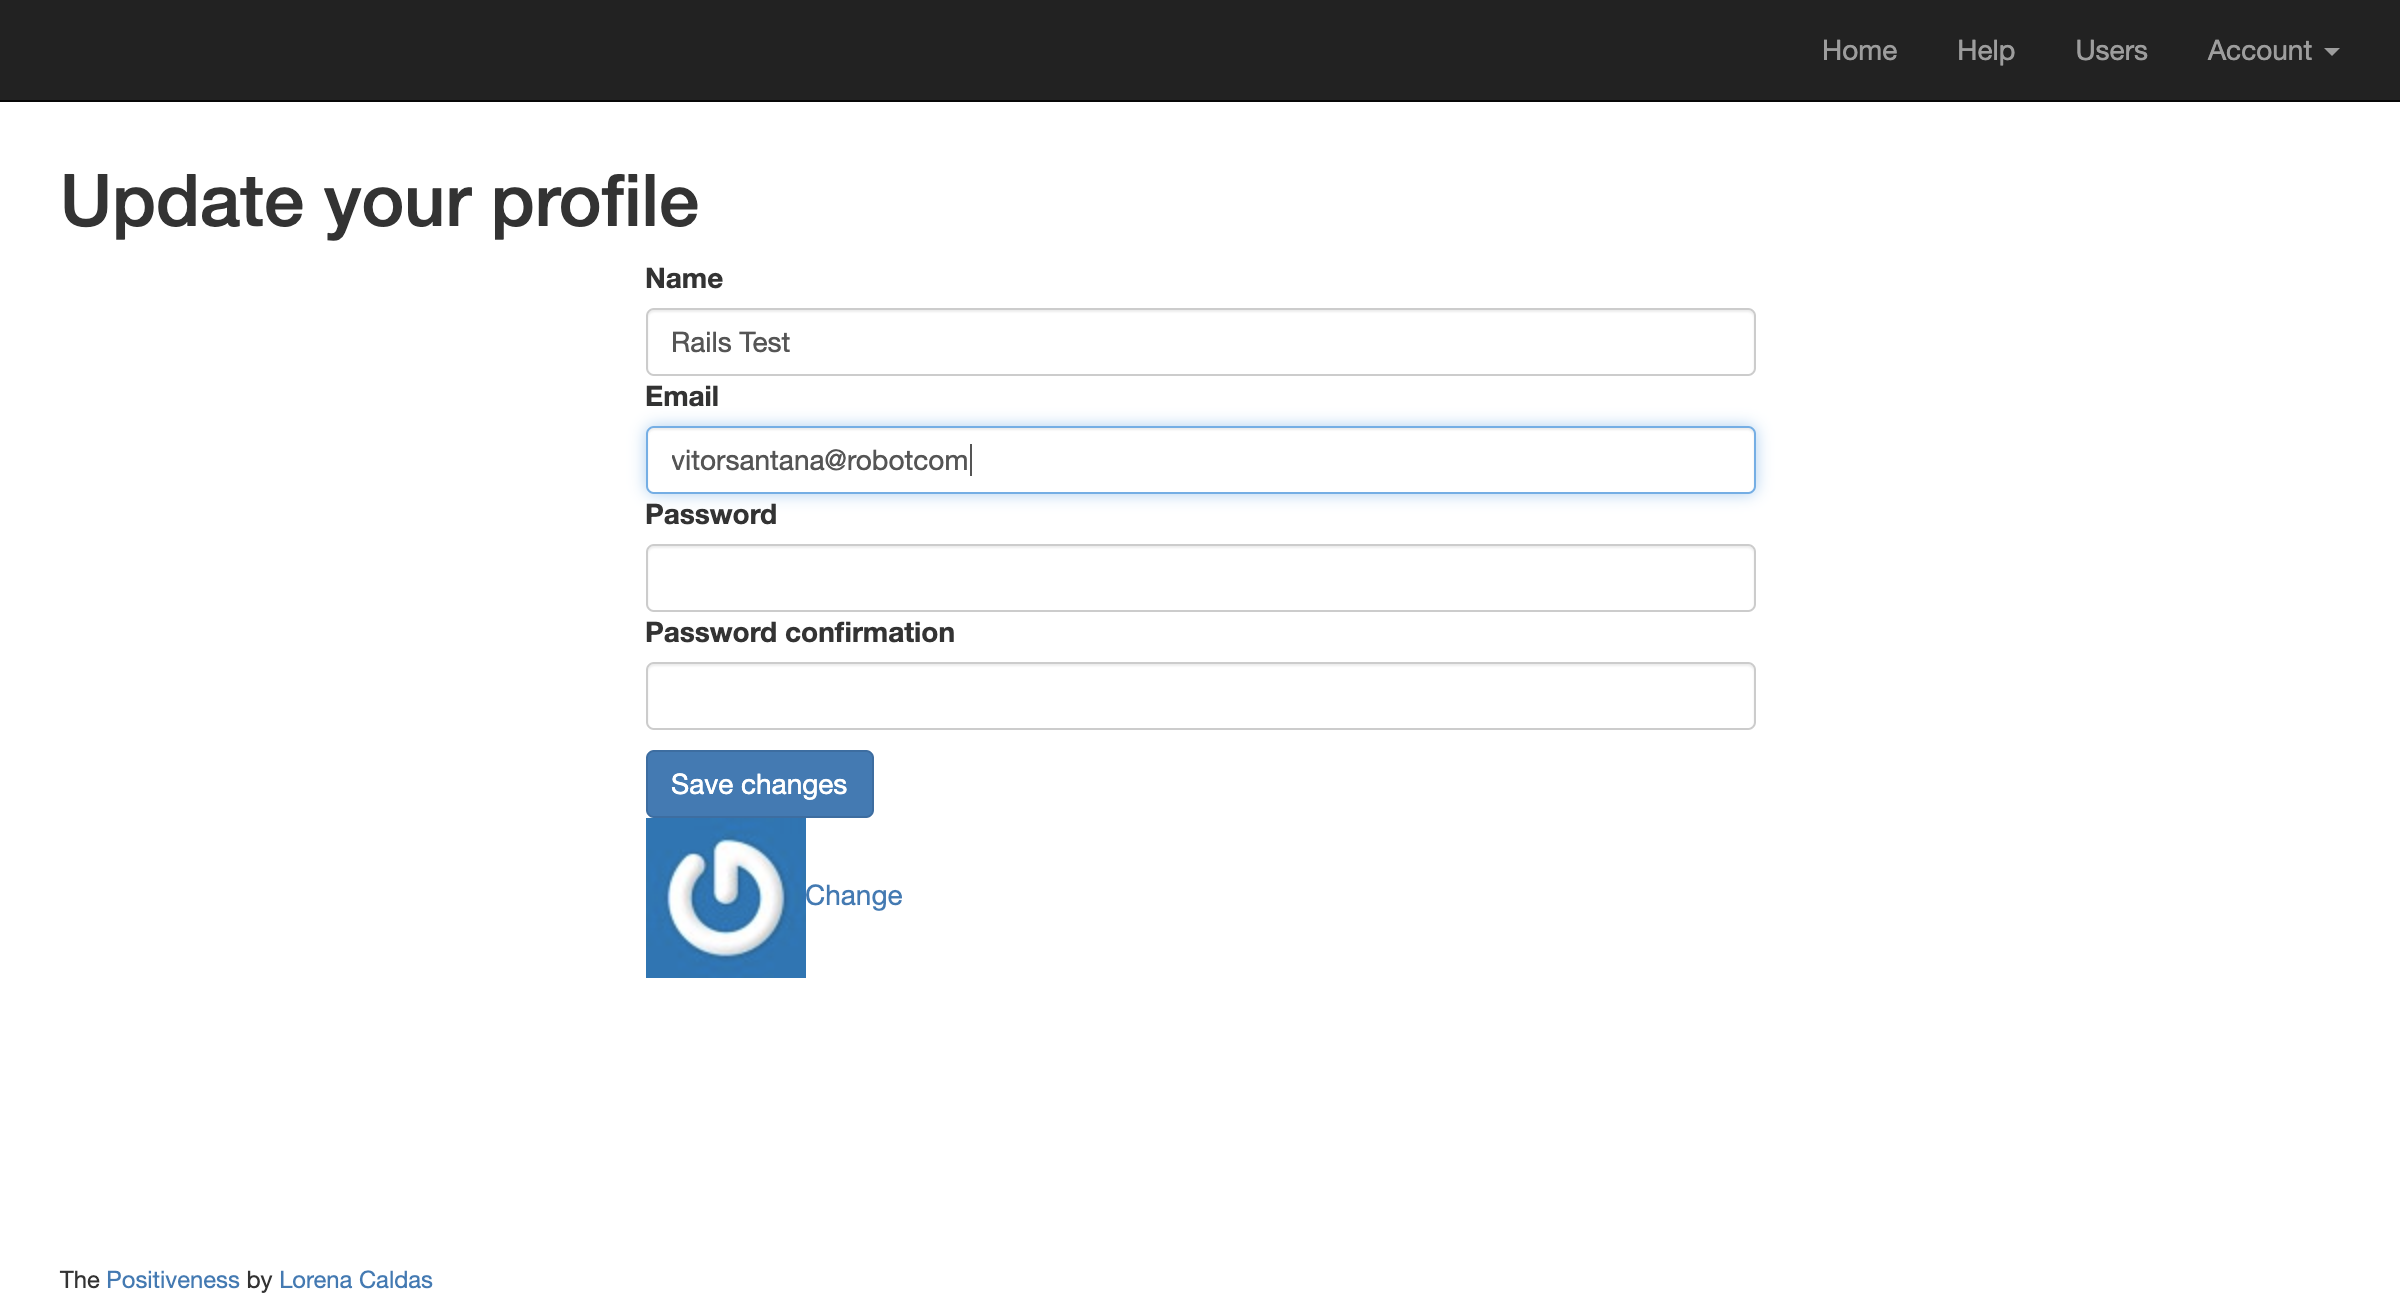 Home Help Users Account
Update your profile
Name
Rails Test
Email
vitorsantana@robotcom
Password
Password confirmation
Save changes
Change
The Positiveness by Lorena Caldas